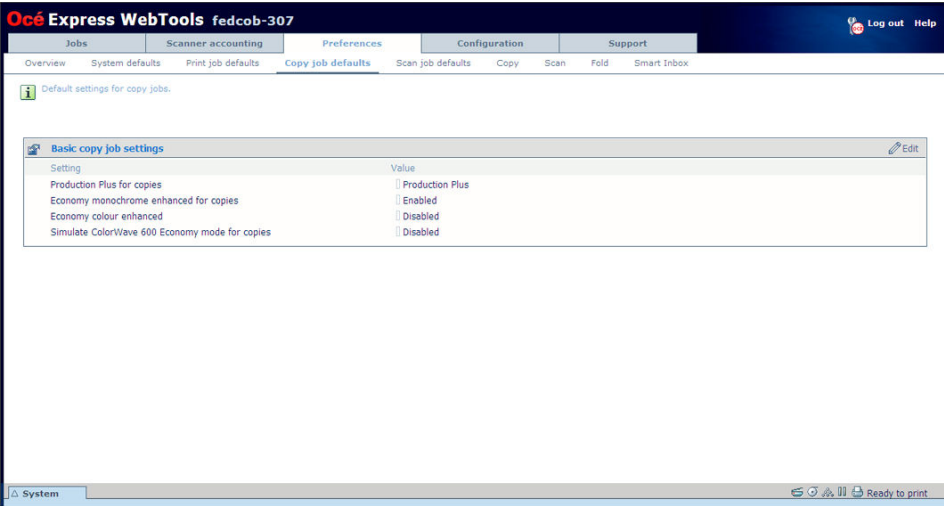 Océ Express WebTools fedcob-307
Log out Help
Jobs Scanner accounting Preferences Configuration Support
Overview System defaults Print job defaults Copy job defaults Scan job defaults Copy Scan Fold Smart Inbox
Default settings for copy jobs.
Basic copy job settings Edit
Setting Value
Production Plus for copies Production Plus
Economy monochrome enhanced for copies Enabled
Economy colour enhanced Disabled
Simulate ColorWave 600 Economy mode for copies Disabled
System Ready to print